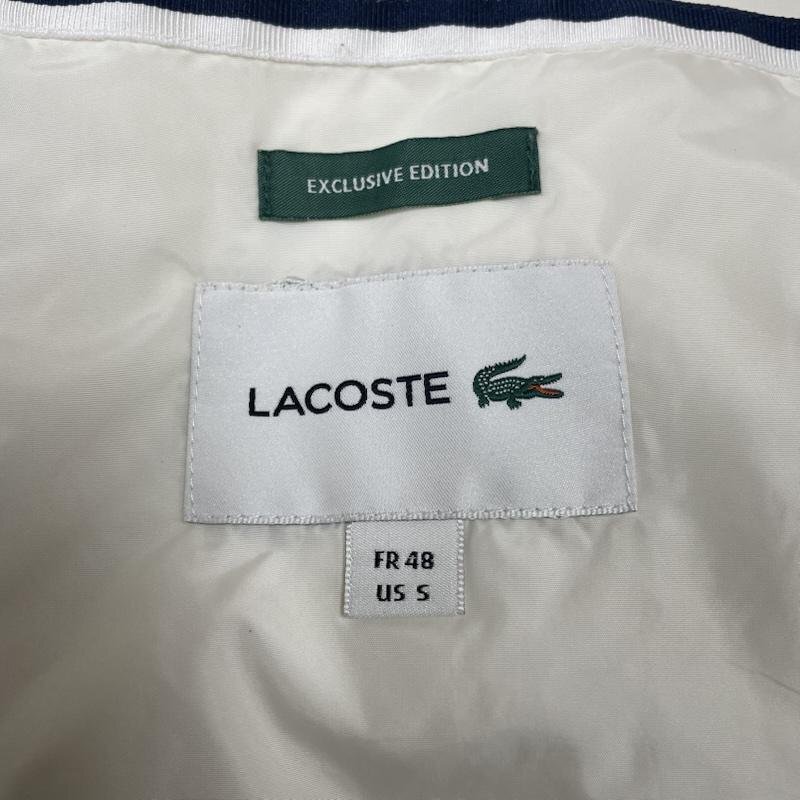 EXCLUSIVE EDITION
LACOSTE
FR 48
US S